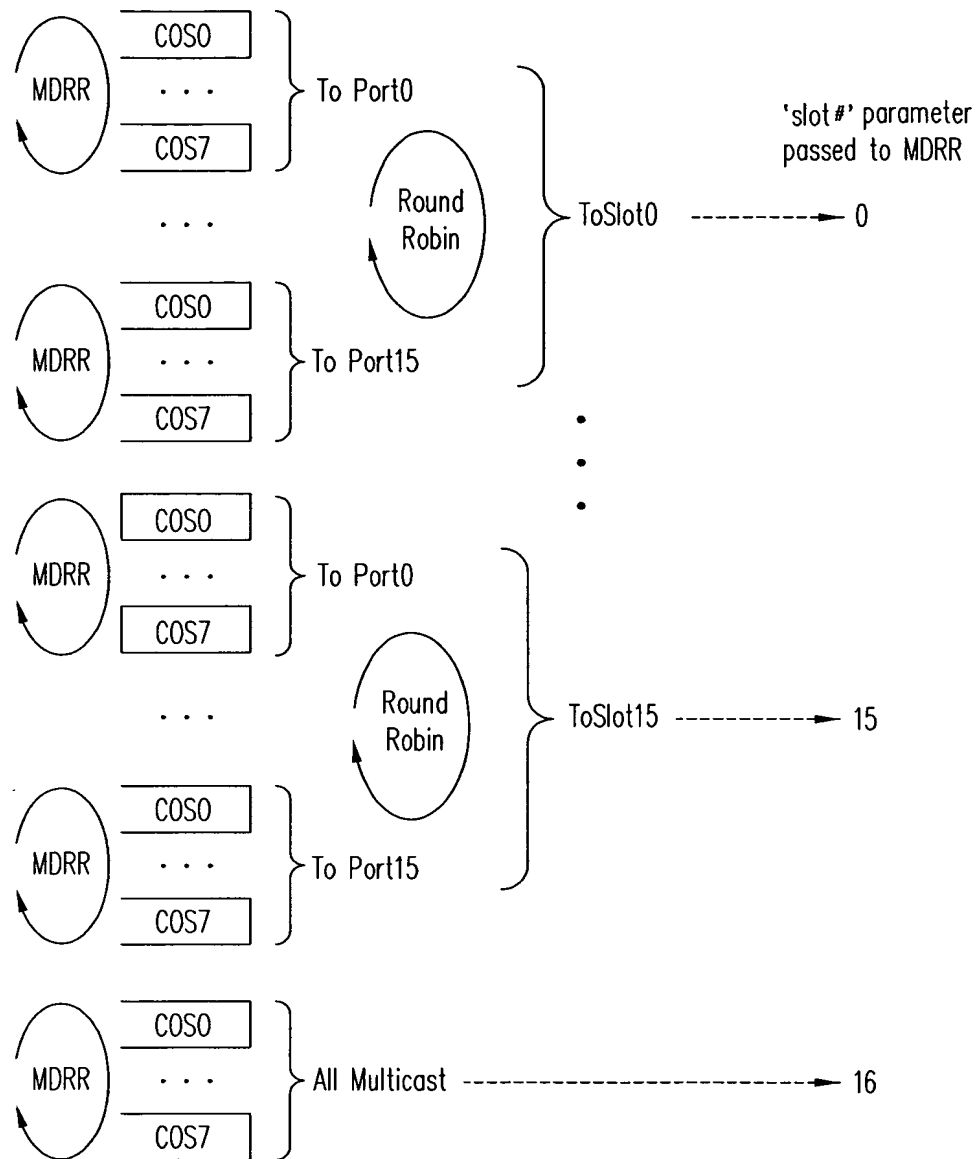 COS0
MDRR
. . .
To Port0
COS7
'slot#' parameter
passed to MDRR
Round
Robin
ToSlot0
0
. . .
COS0
MDRR
. . .
To Port15
COS7
COS0
MDRR
. . .
To Port0
COS7
Round
Robin
ToSlot15
15
. . .
COS0
MDRR
. . .
To Port15
COS7
COS0
MDRR
. . .
All Multicast
16
COS7